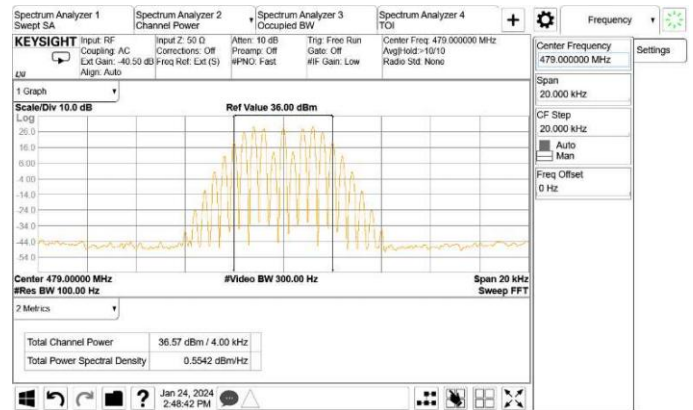 Spectrum Analyzer 1
Swept SA
Spectrum Analyzer 2
Channel Power
Spectrum Analyzer 3
Occupied BW
Spectrum Analyzer 4
TOI
+
Frequency
KEYSIGHT
Input: RF
Coupling: AC
Ext Gain: -40.50 dB
Align: Auto
Input Z: 50 Ω
Corrections: Off
Freq Ref: Ext (S)
Atten: 10 dB
Preamp: Off
#PNO: Fast
Trig: Free Run
Gate: Off
#IF Gain: Low
Center Freq: 479.000000 MHz
Avg|Hold:>10/10
Radio Std: None
Center Frequency
479.000000 MHz
Settings
Span
20.000 kHz
CF Step
20.000 kHz
Auto
Man
Freq Offset
0 Hz
1 Graph
Scale/Div 10.0 dB
Ref Value 36.00 dBm
Log
26.0
16.0
6.00
-4.00
-14.0
-24.0
-34.0
-44.0
-54.0
Center 479.00000 MHz
#Video BW 300.00 Hz
Span 20 kHz
#Res BW 100.00 Hz
Sweep FFT
2 Metrics
Total Channel Power 36.57 dBm / 4.00 kHz
Total Power Spectral Density 0.5542 dBm/Hz
?
Jan 24, 2024
2:48:42 PM